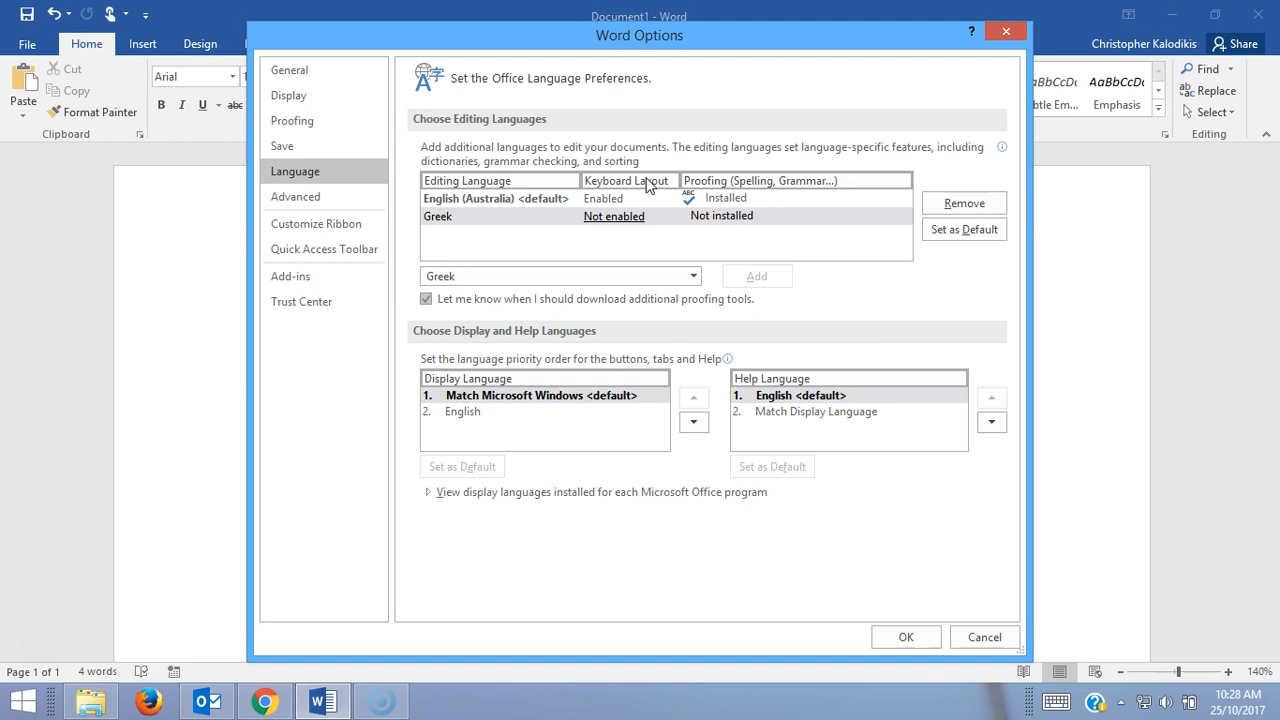 Document1 - Word
Word Options
?
File
Home
Insert
Design
Christopher Kalodikis
Share
Cut
Copy
Paste
Format Painter
Clipboard
Arial
B I U abc
Find
Replace
Select
Editing
AaBbCcDc
AaBbCcDc
Emphasis
General
Display
Proofing
Save
Language
Advanced
Customize Ribbon
Quick Access Toolbar
Add-ins
Trust Center
Set the Office Language Preferences.
Choose Editing Languages
Add additional languages to edit your documents. The editing languages set language-specific features, including
dictionaries, grammar checking, and sorting
Editing Language Keyboard Layout Proofing (Spelling, Grammar...)
English (Australia) <default> Enabled ABC Installed
Greek Not enabled Not installed
Remove
Set as Default
Greek
Add
Let me know when I should download additional proofing tools.
Choose Display and Help Languages
Set the language priority order for the buttons, tabs and Help
Display Language
1. Match Microsoft Windows <default>
2. English
Set as Default
Help Language
1. English <default>
2. Match Display Language
Set as Default
View display languages installed for each Microsoft Office program
OK
Cancel
Page 1 of 1
4 words
140%
10:28 AM
25/10/2017